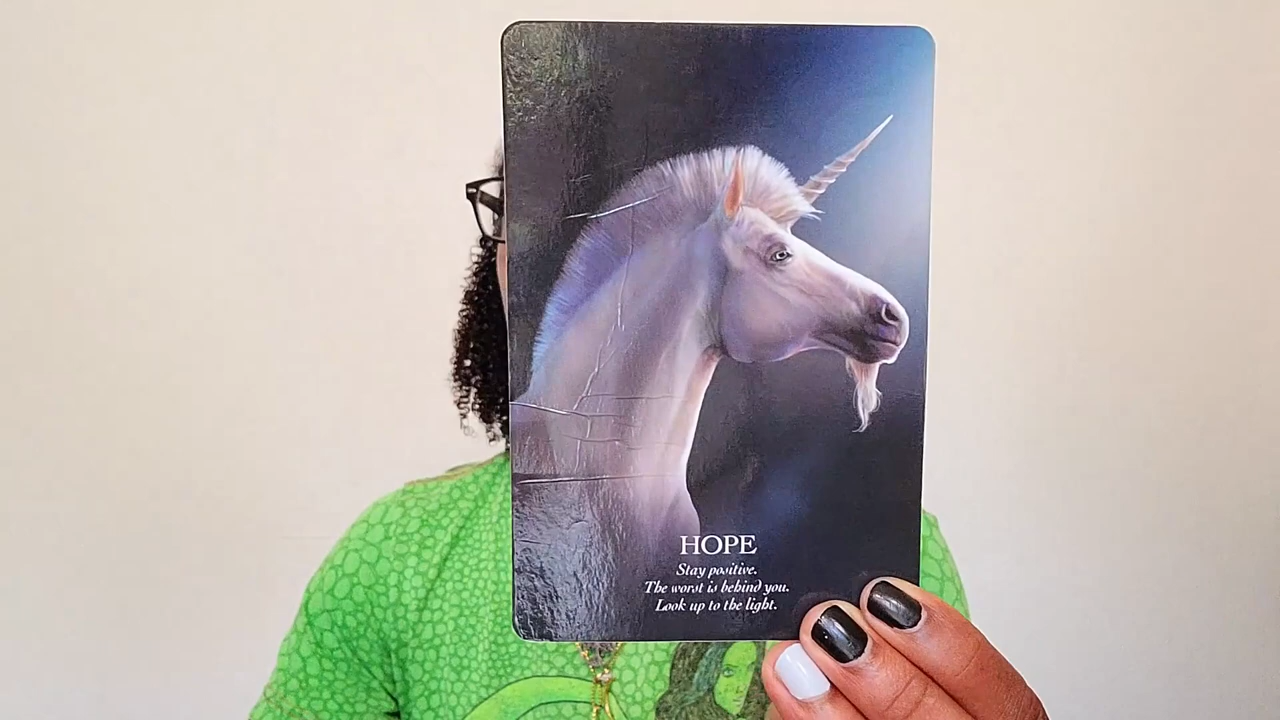 HOPE
Stay positive.
The worst is behind you.
Look up to the light.